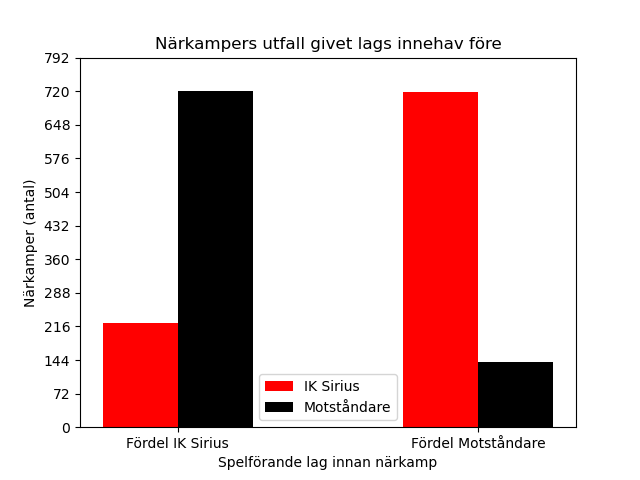 Närkampers utfall givet lags innehav före
792
720
648
576
504
432
360
288
216
144
72
0
Närkamper (antal)
IK Sirius
Motståndare
Fördel IK Sirius
Fördel Motståndare
Spelförande lag innan närkamp